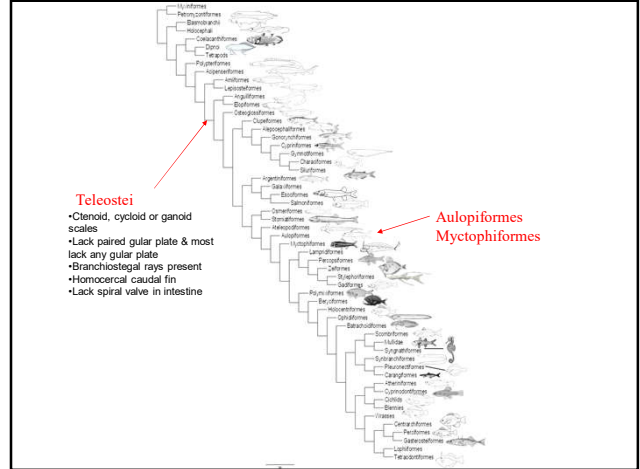 Myxiniformes
Petromyzontiformes
Elasmobranchii
Holocephali
Coelacanthiformes
Dipnoi
Tetrapods
Polypteriformes
Acipenseriformes
Amiiformes
Lepisosteiformes
Anguilliformes
Elopiformes
Osteoglossiformes
Clupeiformes
Alepocephaliformes
Gonorynchiformes
Cypriniformes
Gymnotiformes
Characiformes
Siluriformes
Argentiniformes
Galaxiiformes
Esociformes
Salmoniformes
Osmeriformes
Stomiatiformes
Ateleopodiformes
Aulopiformes
Myctophiformes
Lampridiformes
Percopsiformes
Zeiformes
Stylephoriformes
Gadiformes
Polymixiiformes
Beryciformes
Holocentriformes
Ophidiiformes
Batrachoidiformes
Scombriformes
Mullidae
Syngnathiformes
Synbranchiformes
Pleuronectiformes
Carangiformes
Atheriniformes
Cyprinodontiformes
Cichlids
Blennies
Wrasses
Centrarchiformes
Perciformes
Gasterosteiformes
Lophiiformes
Tetraodontiformes
Teleostei
•Ctenoid, cycloid or ganoid
scales
•Lack paired gular plate & most
lack any gular plate
•Branchiostegal rays present
•Homocercal caudal fin
•Lack spiral valve in intestine
Aulopiformes
Myctophiformes